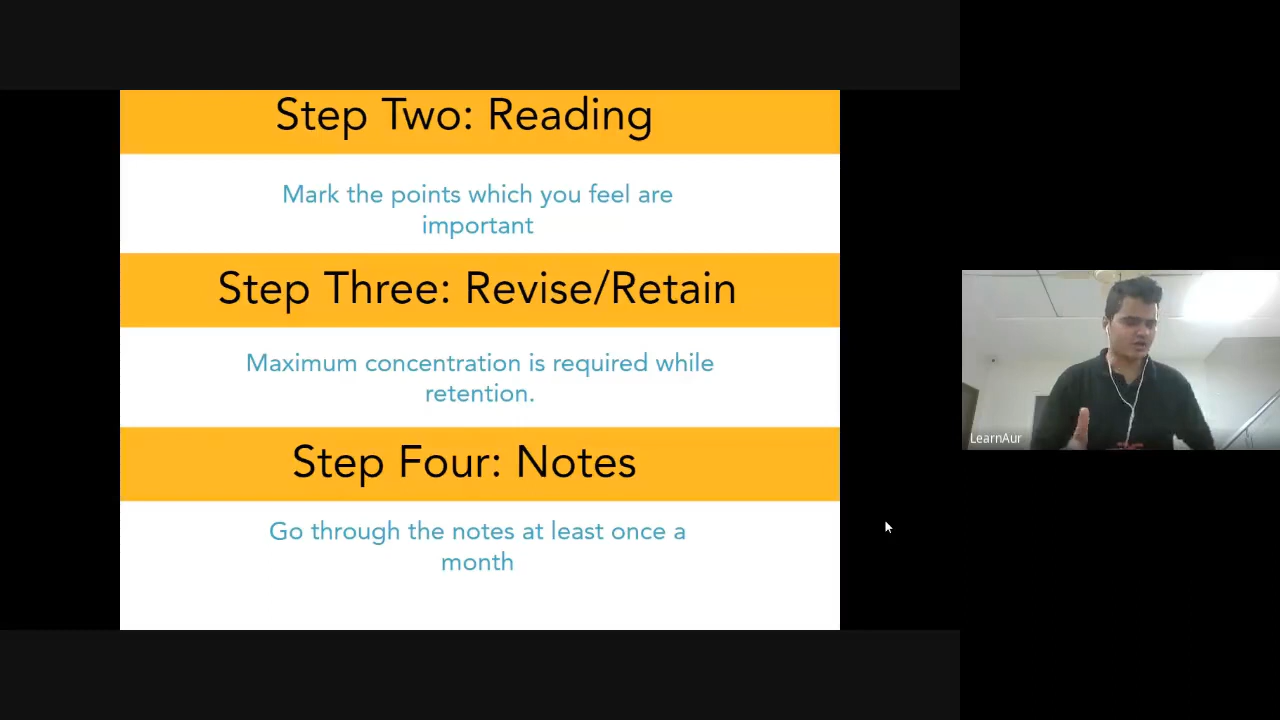 Step Two: Reading
Mark the points which you feel are
important
Step Three: Revise/Retain
Maximum concentration is required while
retention.
Step Four: Notes
Go through the notes at least once a
month
LearnAur